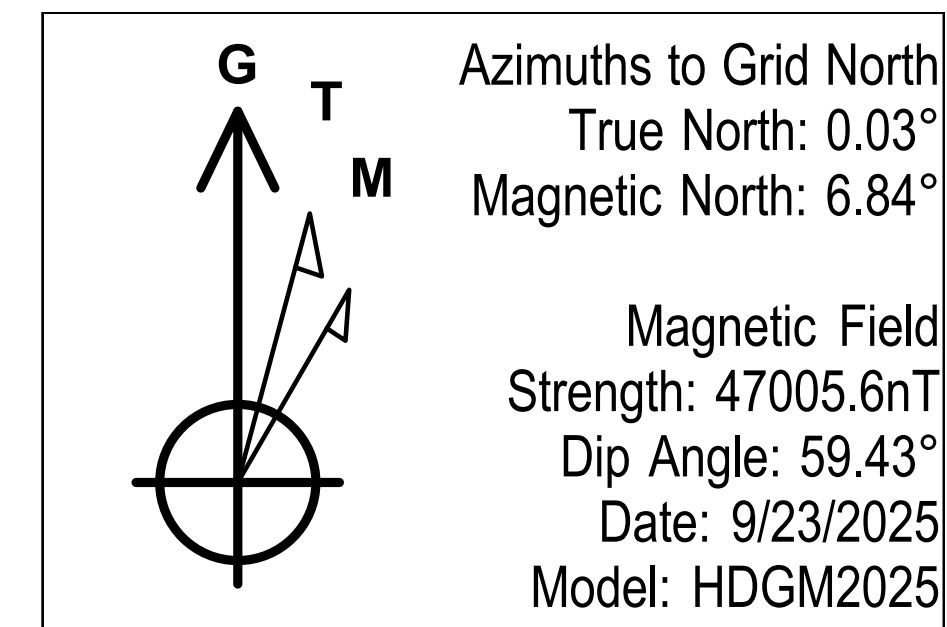 G
T
M
Azimuths to Grid North
True North: 0.03°
Magnetic North: 6.84°
Magnetic Field
Strength: 47005.6nT
Dip Angle: 59.43°
Date: 9/23/2025
Model: HDGM2025